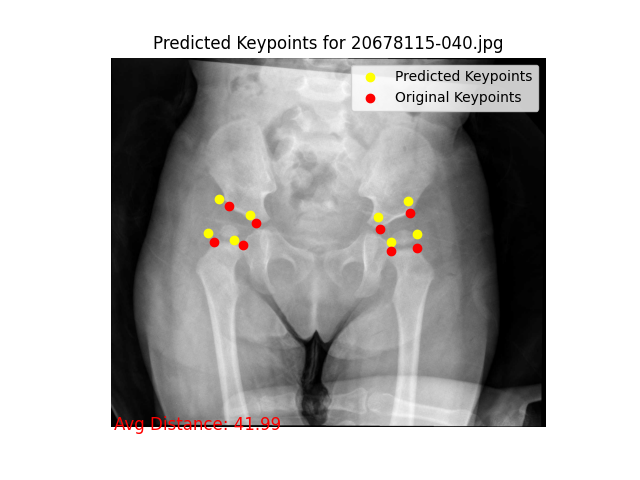 Predicted Keypoints for 20678115-040.jpg
Predicted Keypoints
Original Keypoints
Avg Distance: 41.99